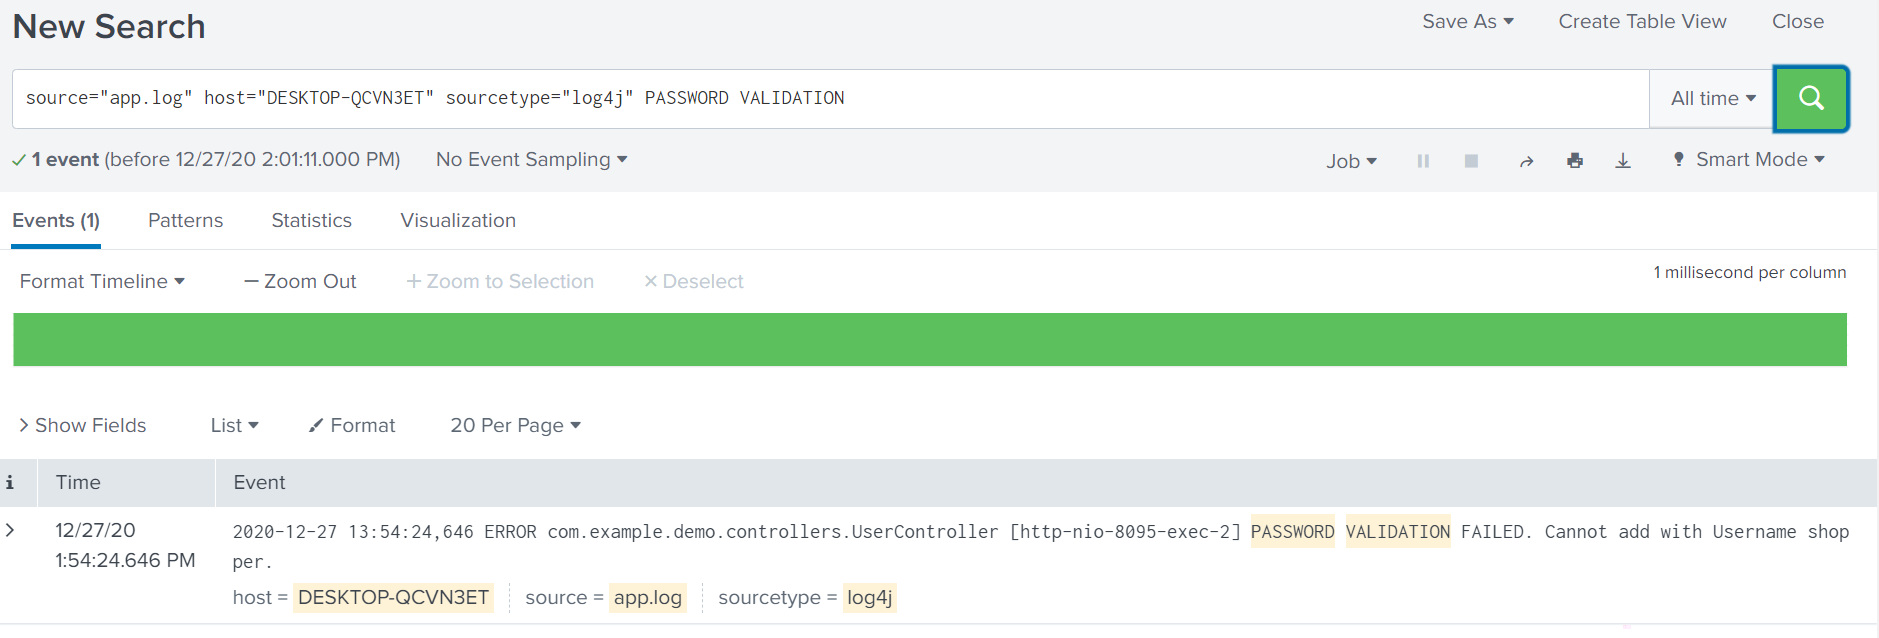 New Search
Save As
Create Table View
Close
source="app.log" host="DESKTOP-QCVN3ET" sourcetype="log4j" PASSWORD VALIDATION
All time
1 event (before 12/27/20 2:01:11.000 PM)
No Event Sampling
Job
Smart Mode
Events (1)
Patterns
Statistics
Visualization
Format Timeline
Zoom Out
Zoom to Selection
Deselect
1 millisecond per column
Show Fields
List
Format
20 Per Page
i
Time
Event
12/27/20
1:54:24.646 PM
2020-12-27 13:54:24,646 ERROR com.example.demo.controllers.UserController [http-nio-8095-exec-2] PASSWORD VALIDATION FAILED. Cannot add with Username shop
per.
host = DESKTOP-QCVN3ET
source = app.log
sourcetype = log4j